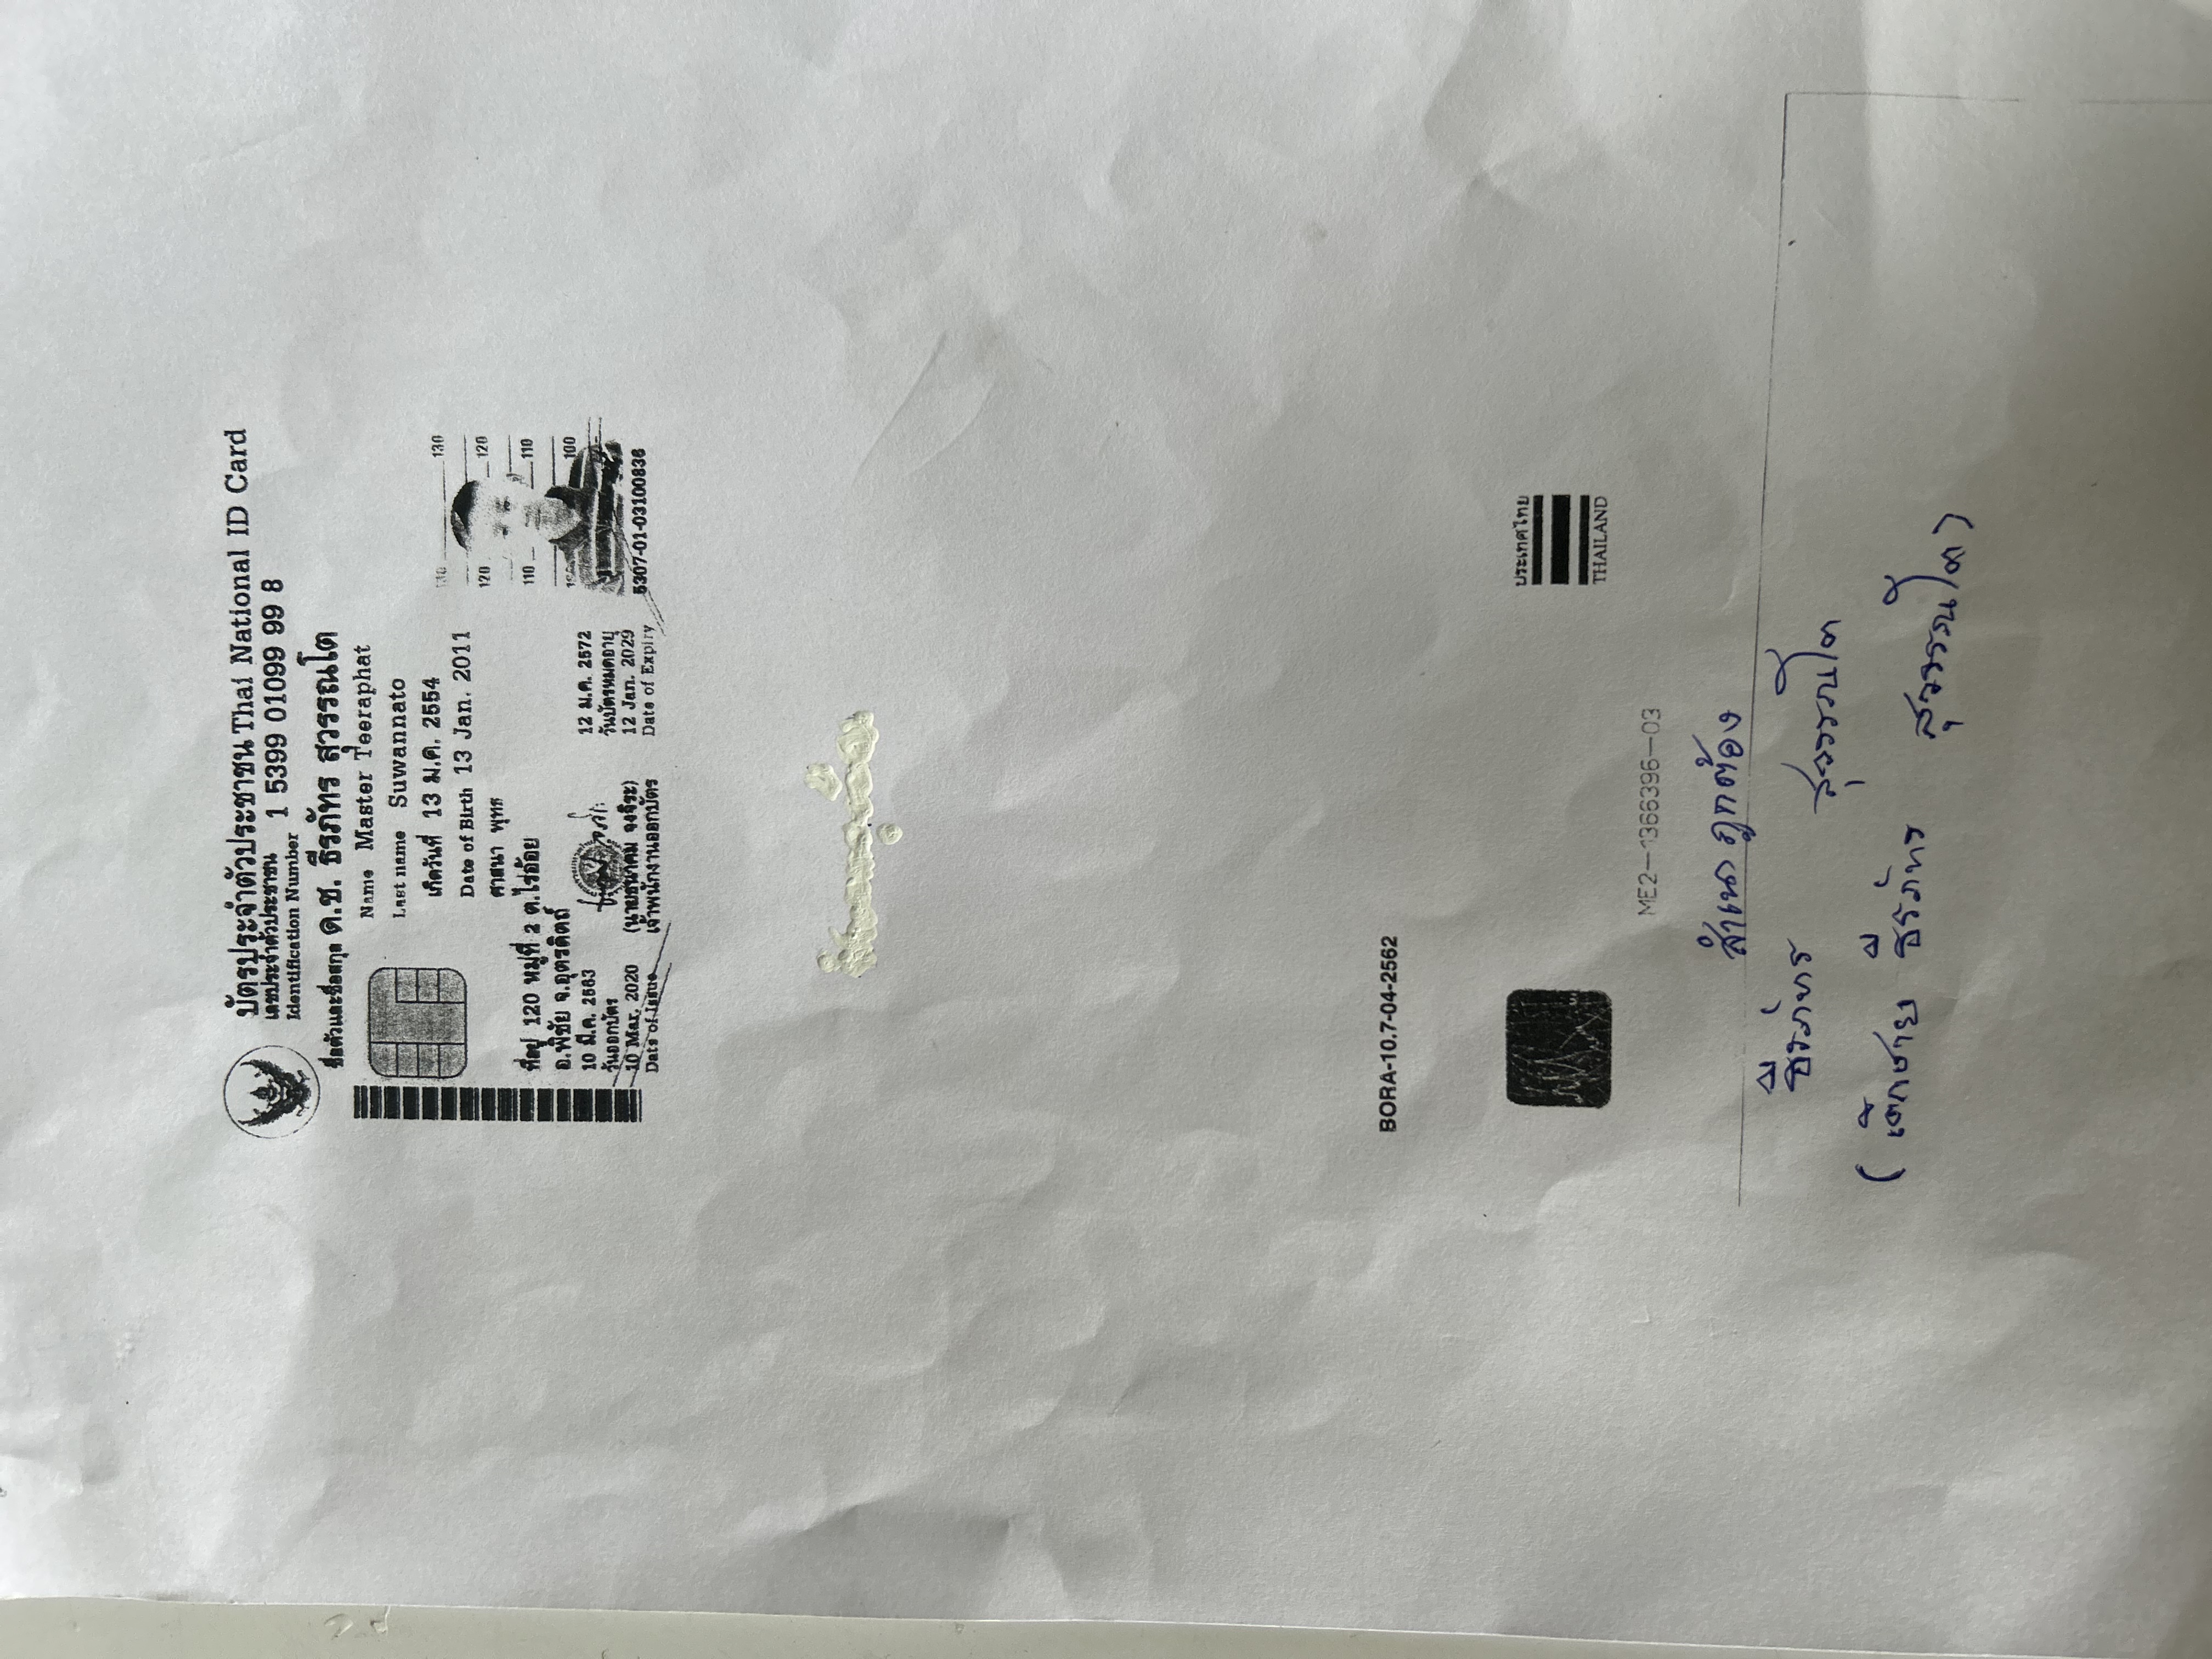 บัตรประจำตัวประชาชน Thai National ID Card
เลขประจำตัวประชาชน 1 5399 01099 99 8
Identification Number
ชื่อตัวและชื่อสกุล ด.ช. ธีรภัทร สุวรรณโต
Name Master Teeraphat
Last name Suwannato
เกิดวันที่ 13 ม.ค. 2554
Date of Birth 13 Jan. 2011
ศาสนา พุทธ
ที่อยู่ 120 หมู่ที่ 2 ต.ไร่อ้อย
อ.พิชัย จ.อุตรดิตถ์
10 มี.ค. 2563
วันออกบัตร
10 Mar. 2020
Date of Issue
เจ้าพนักงานออกบัตร
12 ม.ค. 2572
วันบัตรหมดอายุ
12 Jan. 2029
Date of Expiry
130 130
120 120
110 110
100
5307-01-03100836
BORA-10.7-04-2562
ประเทศไทย
THAILAND
ME2-1366396-03
สำเนาถูกต้อง
ธีรภัทร สุวรรณโต
(เด็กชาย ธีรภัทร สุวรรณโต)